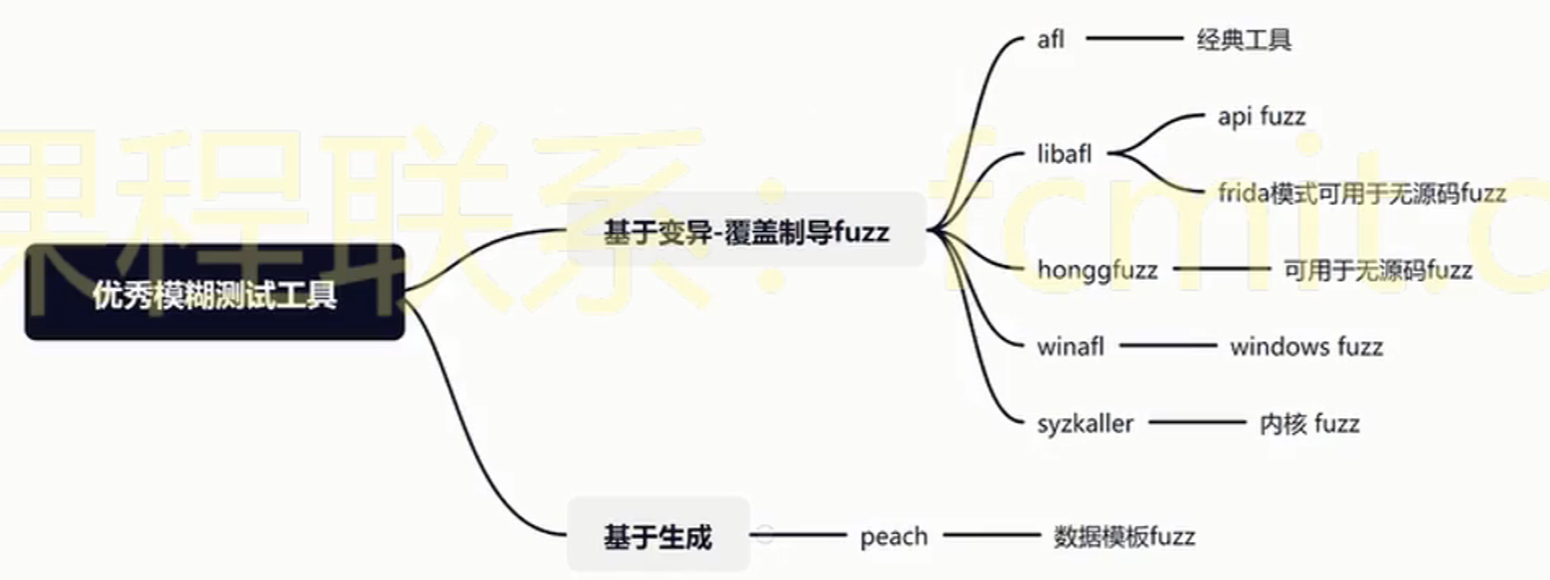 afl
经典工具
api fuzz
libafl
frida模式可用于无源码fuzz
课程联系：fcmit.c
基于变异-覆盖制导fuzz
honggfuzz
可用于无源码fuzz
优秀模糊测试工具
winafl
windows fuzz
syzkaller
内核 fuzz
基于生成
peach
数据模板fuzz